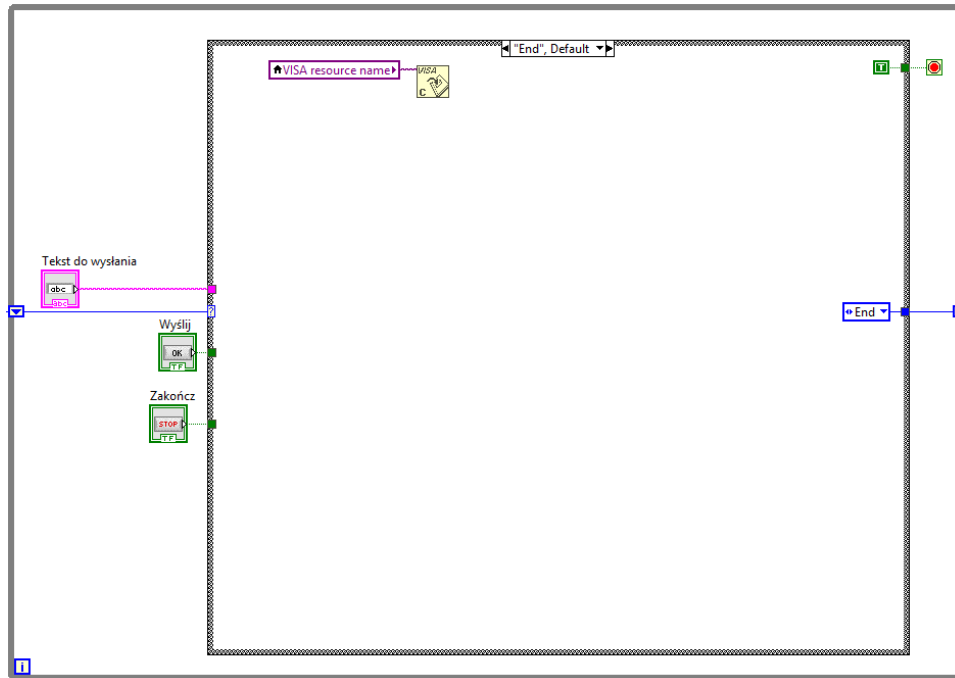 "End", Default
VISA resource name
VISA
C
T
Tekst do wysłania
abc
abc
?
End
Wyślij
OK
TF
Zakończ
STOP
TF
i